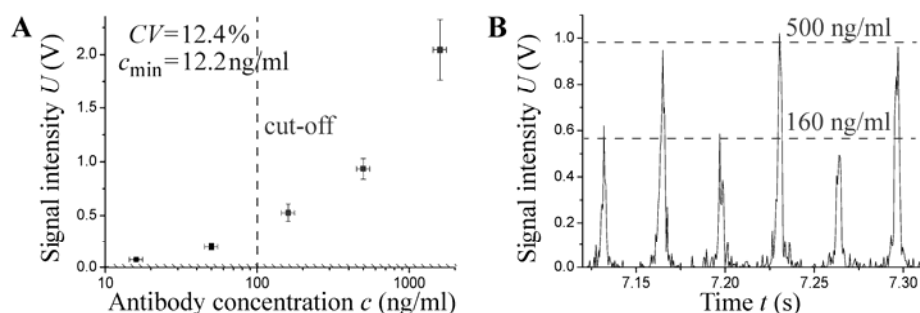 A
CV=12.4%
cmin=12.2ng/ml
cut-off
Signal intensity U (V)
2.0
1.5
1.0
0.5
0.0
10
100
1000
Antibody concentration c (ng/ml)
B
500 ng/ml
160 ng/ml
Signal intensity U (V)
1.0
0.8
0.6
0.4
0.2
0.0
7.15
7.20
7.25
7.30
Time t (s)